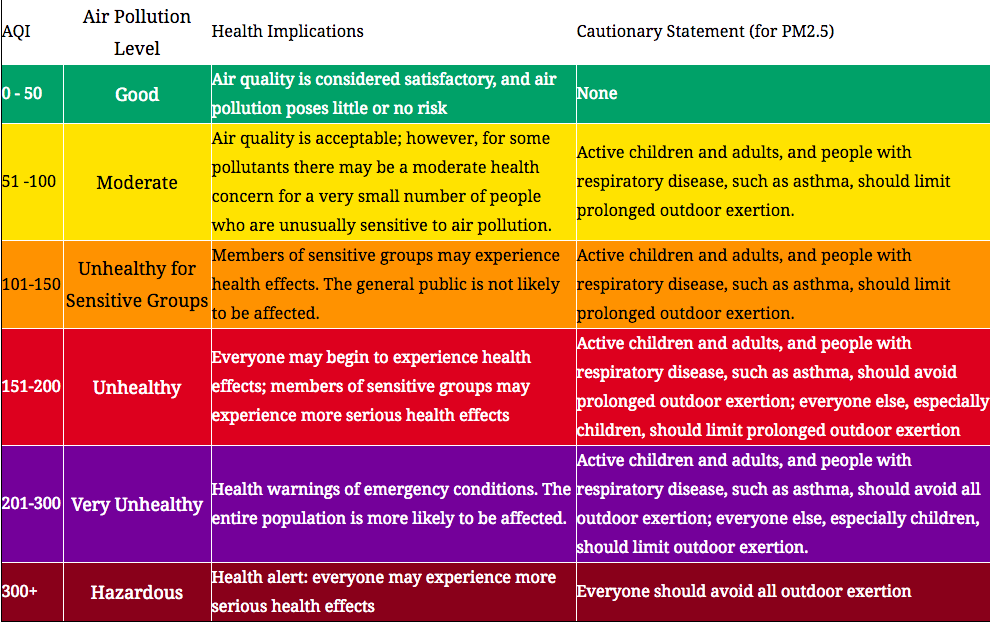 AQI
Air Pollution
Level
Health Implications
Cautionary Statement (for PM2.5)
0 - 50
Good
Air quality is considered satisfactory, and air
pollution poses little or no risk
None
51 -100
Moderate
Air quality is acceptable; however, for some
pollutants there may be a moderate health
concern for a very small number of people
who are unusually sensitive to air pollution.
Active children and adults, and people with
respiratory disease, such as asthma, should limit
prolonged outdoor exertion.
101-150
Unhealthy for
Sensitive Groups
Members of sensitive groups may experience
health effects. The general public is not likely
to be affected.
Active children and adults, and people with
respiratory disease, such as asthma, should limit
prolonged outdoor exertion.
151-200
Unhealthy
Everyone may begin to experience health
effects; members of sensitive groups may
experience more serious health effects
Active children and adults, and people with
respiratory disease, such as asthma, should avoid
prolonged outdoor exertion; everyone else, especially
children, should limit prolonged outdoor exertion
201-300
Very Unhealthy
Health warnings of emergency conditions. The
entire population is more likely to be affected.
Active children and adults, and people with
respiratory disease, such as asthma, should avoid all
outdoor exertion; everyone else, especially children,
should limit outdoor exertion.
300+
Hazardous
Health alert: everyone may experience more
serious health effects
Everyone should avoid all outdoor exertion